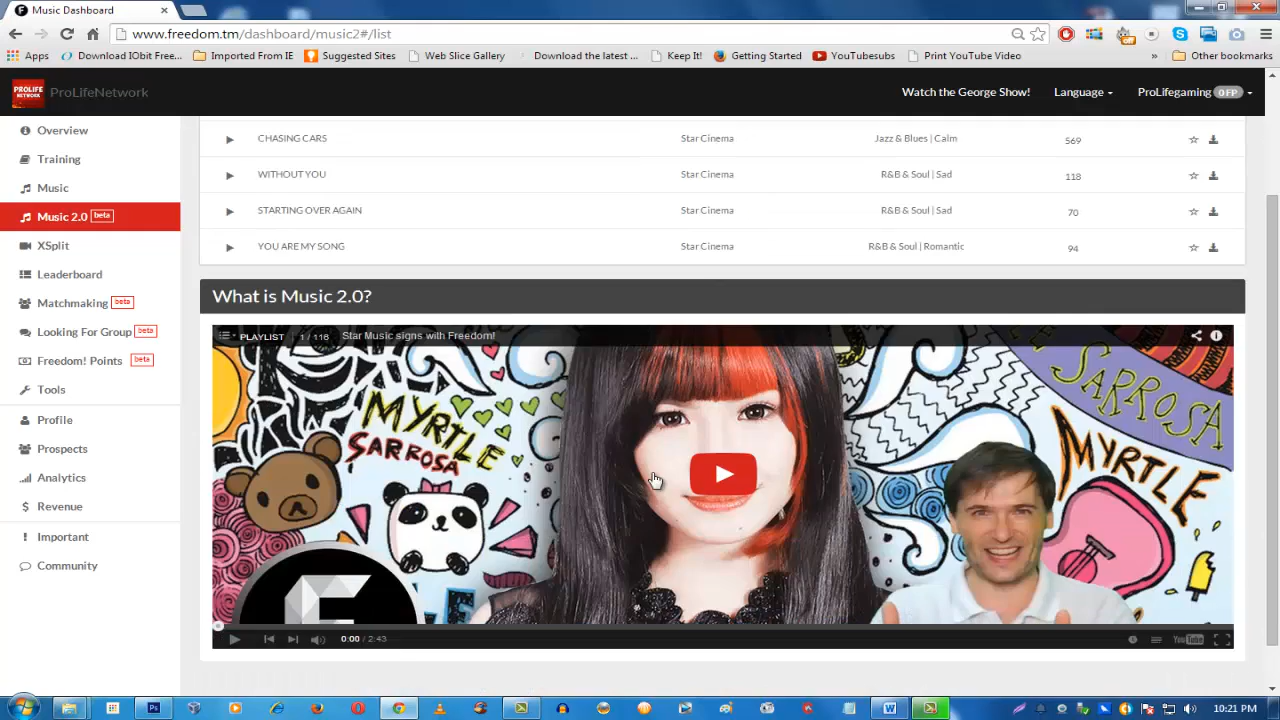 Music Dashboard
www.freedom.tm/dashboard/music2#/list
Apps Download IObit Free... Imported From IE Suggested Sites Web Slice Gallery Download the latest ... Keep It! Getting Started YouTubesubs Print YouTube Video » Other bookmarks
PROLIFE NETWORK ProLifeNetwork Watch the George Show! Language ProLifegaming 0 FP
Overview
Training
Music
Music 2.0 beta
XSplit
Leaderboard
Matchmaking beta
Looking For Group beta
Freedom! Points beta
Tools
Profile
Prospects
Analytics
Revenue
Important
Community
CHASING CARS Star Cinema Jazz & Blues | Calm 569
WITHOUT YOU Star Cinema R&B & Soul | Sad 118
STARTING OVER AGAIN Star Cinema R&B & Soul | Sad 70
YOU ARE MY SONG Star Cinema R&B & Soul | Romantic 94
What is Music 2.0?
PLAYLIST 1 / 116 Star Music signs with Freedom!
MYRTLE
SARROSA
SARROSA
MYRTLE
0:00 / 2:43 YouTube
10:21 PM